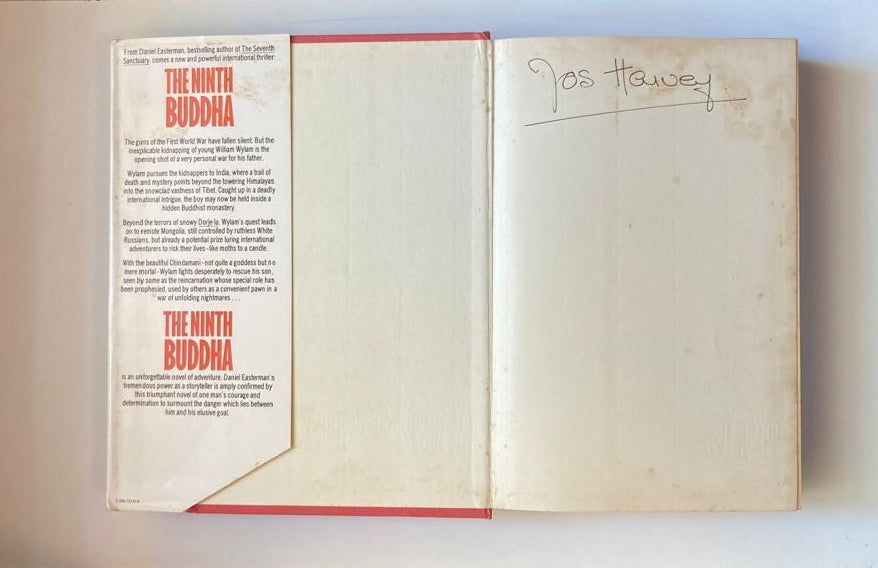 From Daniel Easterman, bestselling author of The Seventh
Sanctuary, comes a new and powerful international thriller:
THE NINTH
BUDDHA
The guns of the First World War have fallen silent. But the
inexplicable kidnapping of young William Wylam is the
opening shot of a very personal war for his father.
Wylam pursues the kidnappers to India, where a trail of
death and mystery points beyond the towering Himalayas
into the snowclad vastness of Tibet. Caught up in a deadly
international intrigue, the boy may now be held inside a
hidden Buddhist monastery.
Beyond the terrors of snowy Dorje-la, Wylam's quest leads
on to remote Mongolia, still controlled by ruthless White
Russians, but already a potential prize luring international
adventurers to risk their lives - like moths to a candle.
With the beautiful Chindamani - not quite a goddess but no
mere mortal - Wylam fights desperately to rescue his son,
seen by some as the reincarnation whose special role has
been prophesied, used by others as a convenient pawn in a
war of unfolding nightmares . . .
THE NINTH
BUDDHA
is an unforgettable novel of adventure. Daniel Easterman's
tremendous power as a storyteller is amply confirmed by
this triumphant novel of one man's courage and
determination to surmount the danger which lies between
him and his elusive goal.
Jos Harvey